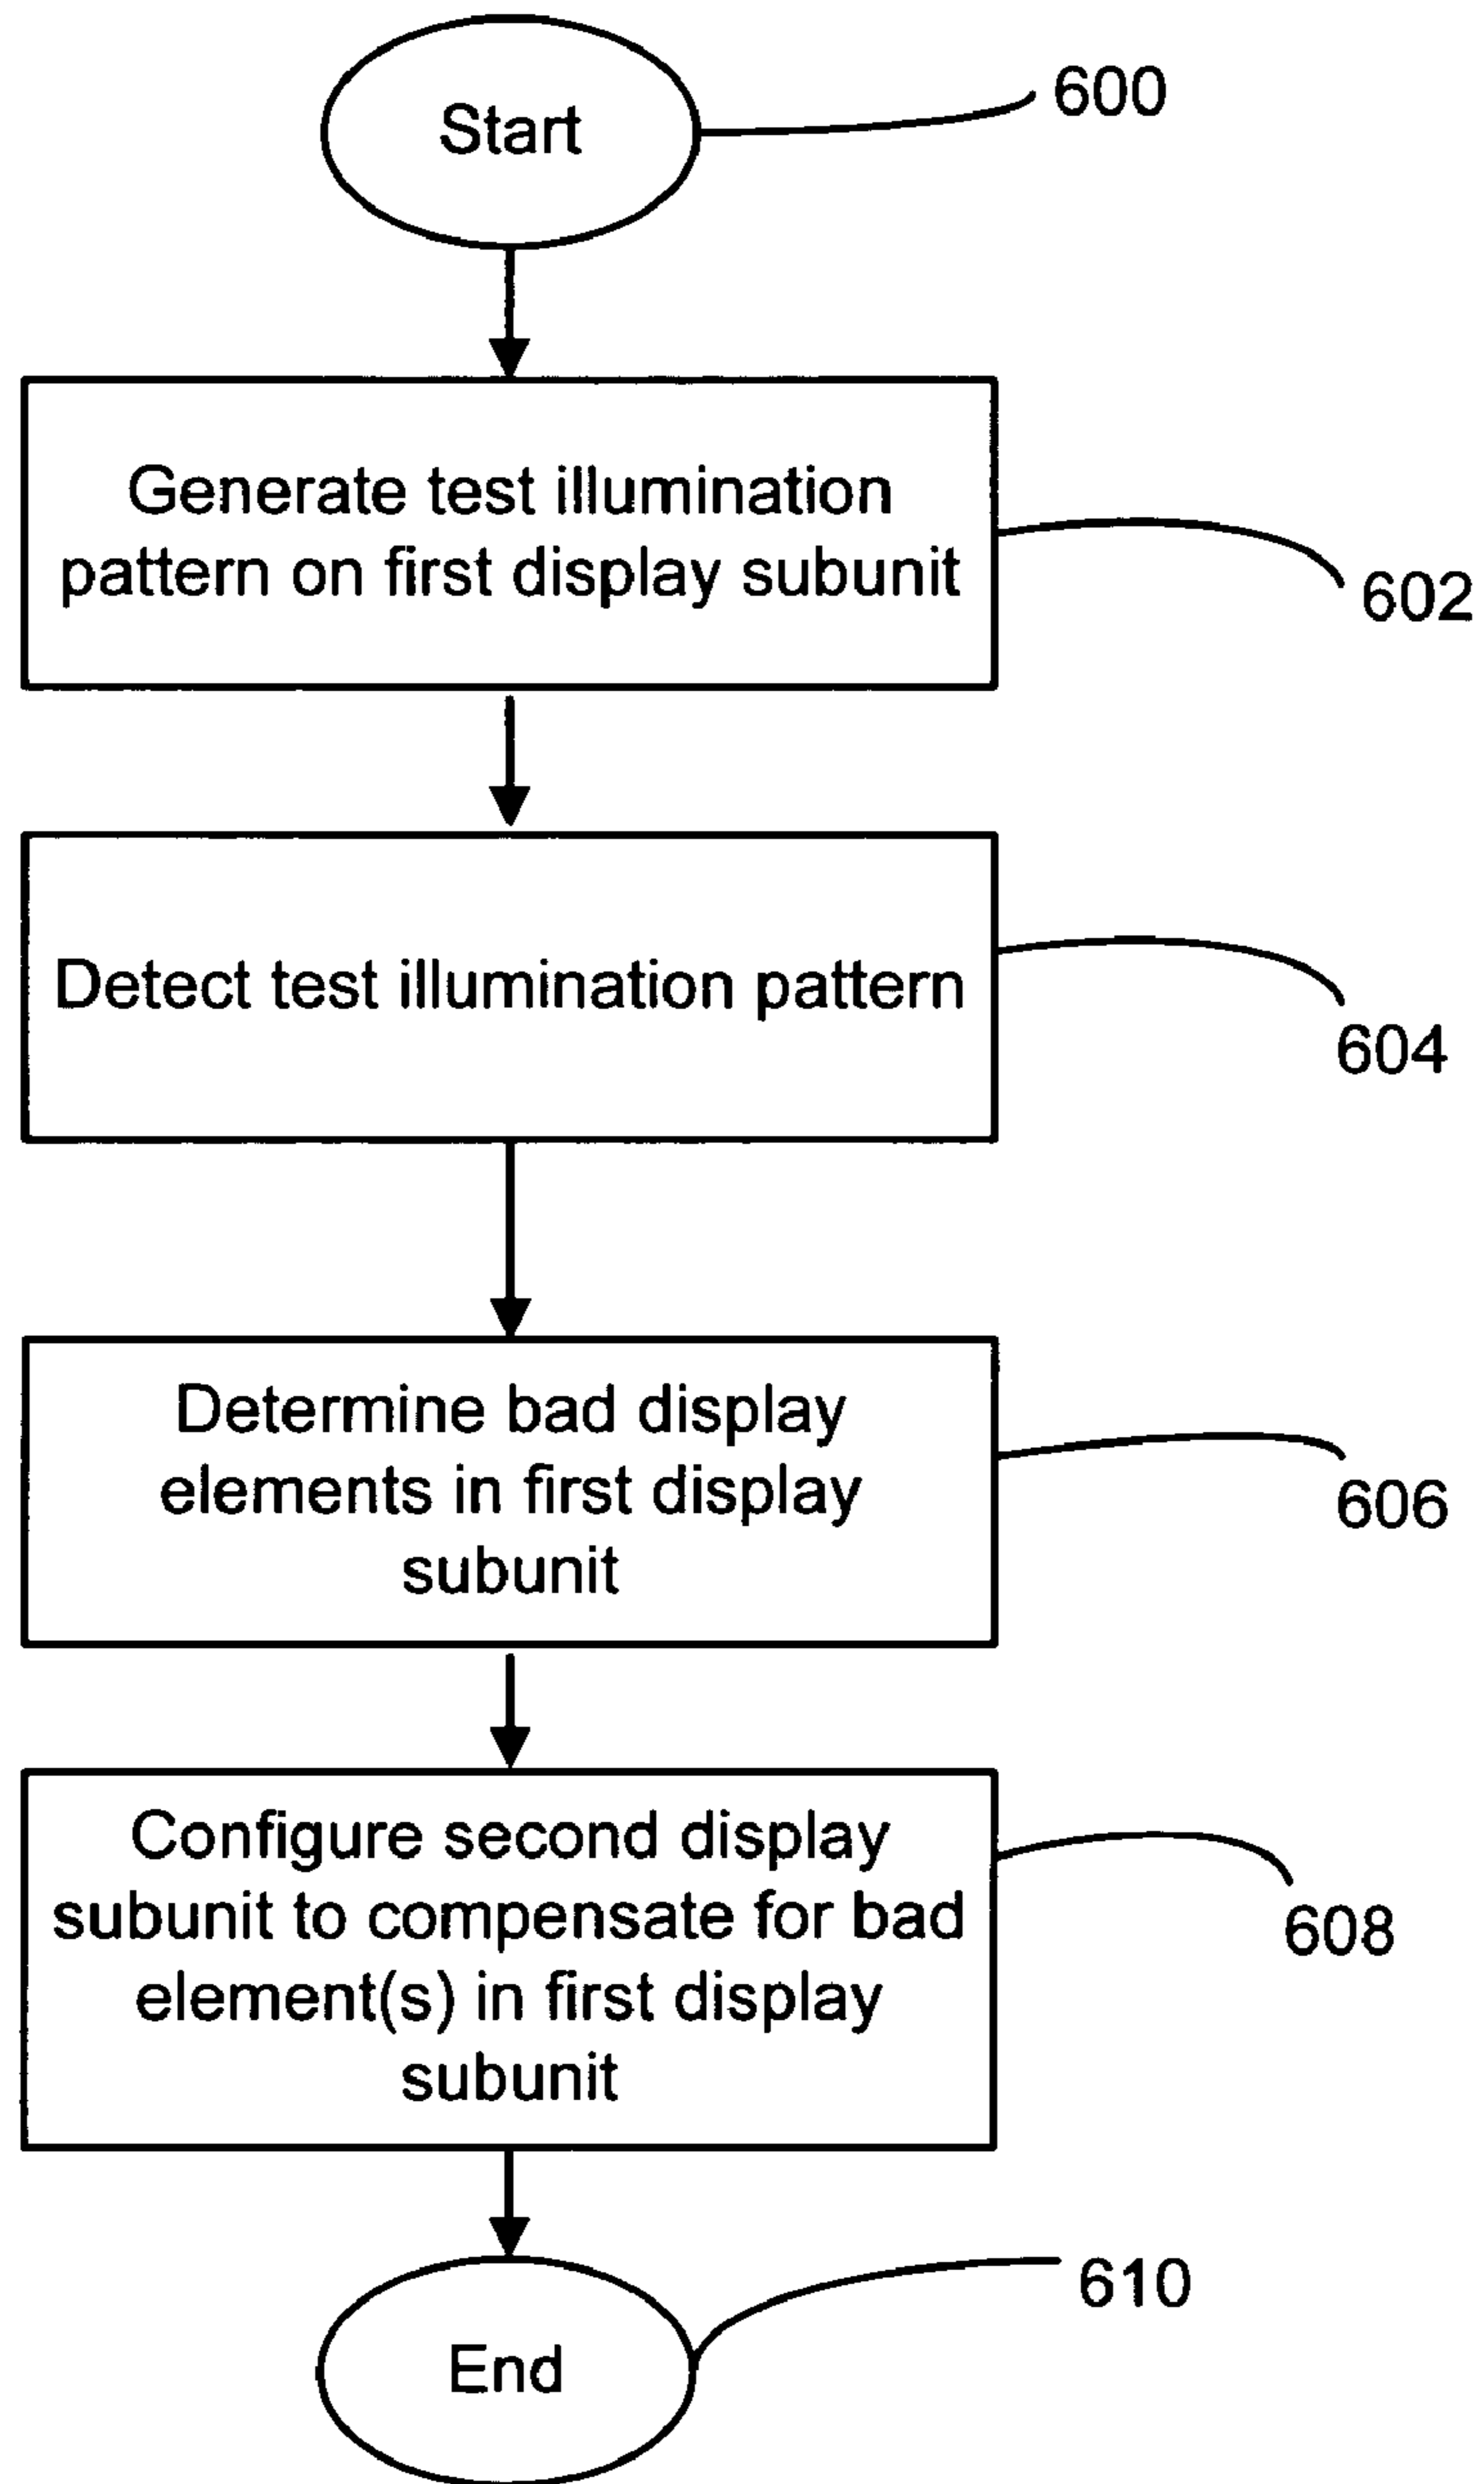 Start
600
Generate test illumination
pattern on first display subunit
602
Detect test illumination pattern
604
Determine bad display
elements in first display
subunit
606
Configure second display
subunit to compensate for bad
element(s) in first display
subunit
608
End
610